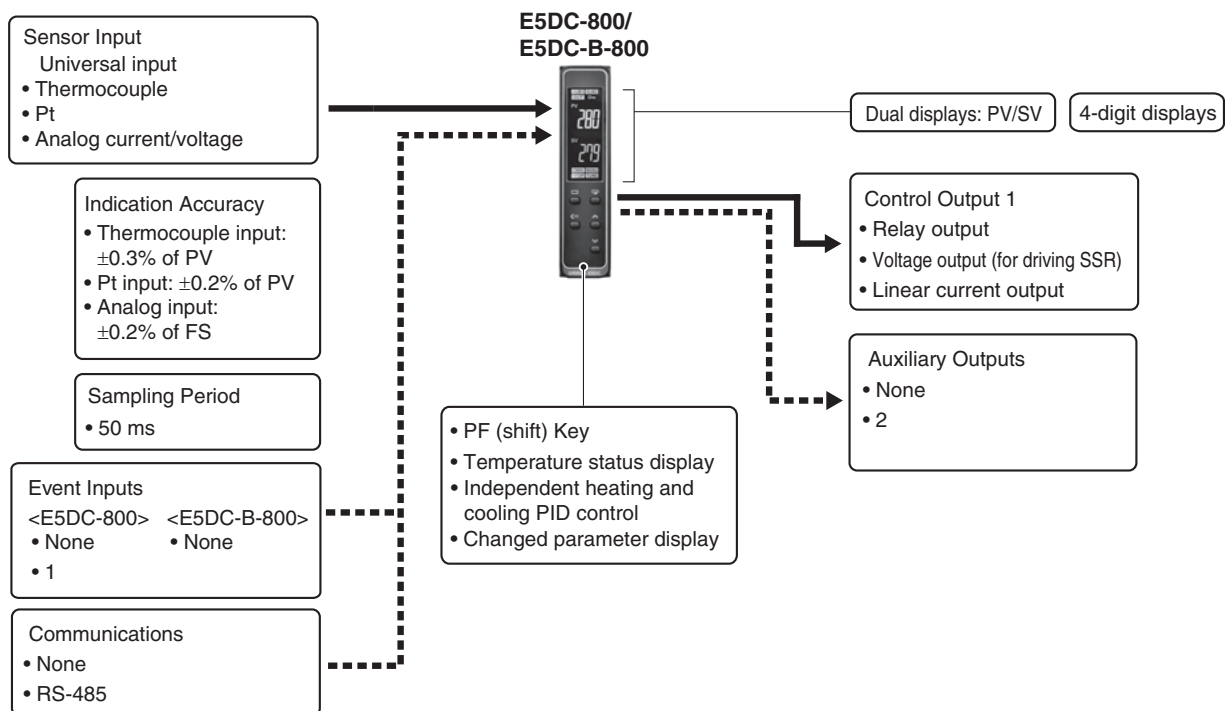 E5DC-800/
E5DC-B-800
Sensor Input
Universal input
• Thermocouple
• Pt
• Analog current/voltage
Indication Accuracy
• Thermocouple input:
±0.3% of PV
• Pt input: ±0.2% of PV
• Analog input:
±0.2% of FS
Sampling Period
• 50 ms
Event Inputs
<E5DC-800> <E5DC-B-800>
• None • None
• 1
Communications
• None
• RS-485
PV
280
SV
279
• PF (shift) Key
• Temperature status display
• Independent heating and
cooling PID control
• Changed parameter display
Dual displays: PV/SV
4-digit displays
Control Output 1
• Relay output
• Voltage output (for driving SSR)
• Linear current output
Auxiliary Outputs
• None
• 2